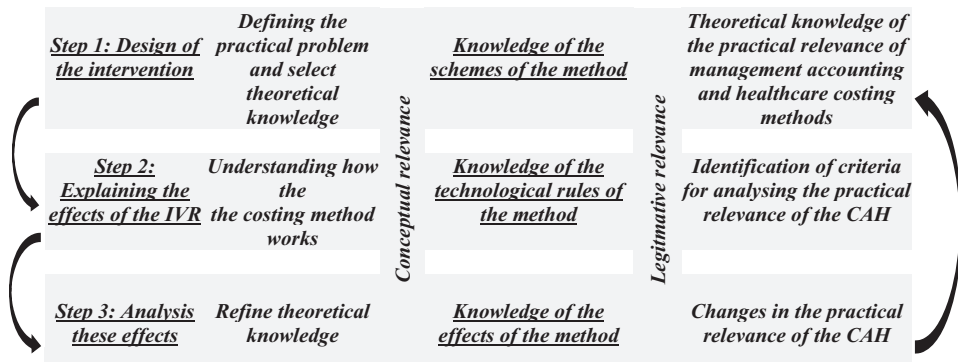 Step 1: Design of
the intervention
Defining the
practical problem
and select
theoretical
knowledge
Conceptual relevance
Knowledge of the
schemes of the method
Legitmative relevance
Theoretical knowledge of
the practical relevance of
management accounting
and healthcare costing
methods
Step 2:
Explaining the
effects of the IVR
Understanding how
the
the costing method
works
Knowledge of the
technological rules of
the method
Identification of criteria
for analysing the practical
relevance of the CAH
Step 3: Analysis
these effects
Refine theoretical
knowledge
Knowledge of the
effects of the method
Changes in the practical
relevance of the CAH